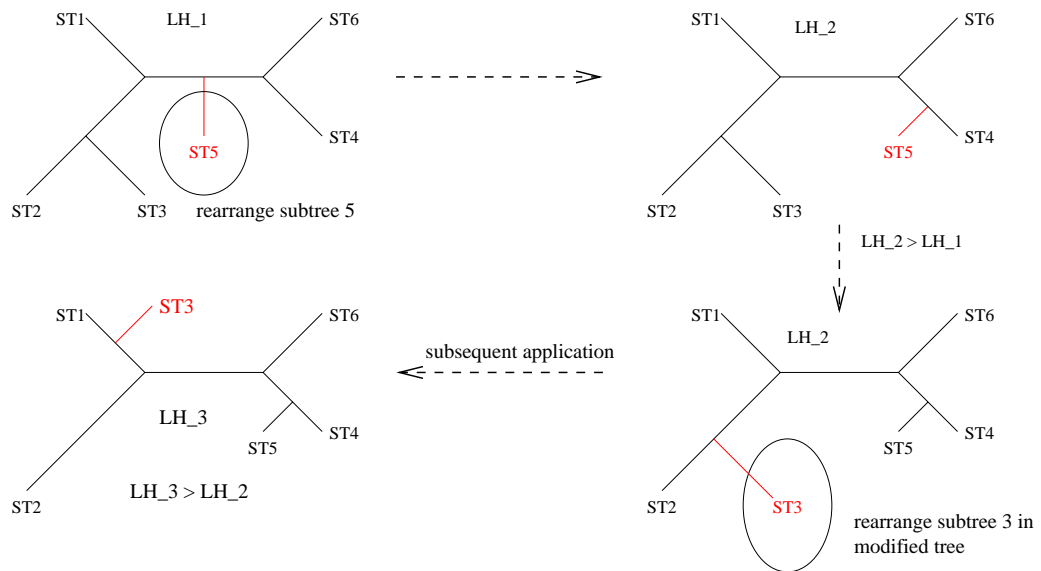 ST1
LH_1
ST6
ST5
ST4
ST2
ST3
rearrange subtree 5
LH_2
ST6
ST5
ST4
ST2
ST3
LH_2 > LH_1
ST1
LH_2
ST6
ST5
ST4
ST2
ST3
rearrange subtree 3 in
modified tree
subsequent application
ST1
ST3
ST6
LH_3
ST5
ST4
ST2
LH_3 > LH_2
ST1